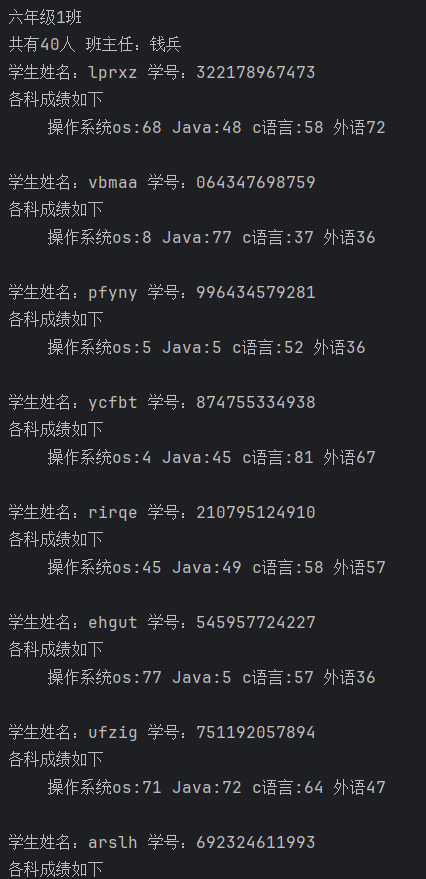 六年级1班
共有40人 班主任：钱兵
学生姓名：lprxz 学号：322178967473
各科成绩如下
操作系统os:68 Java:48 c语言:58 外语72
学生姓名：vbmaa 学号：064347698759
各科成绩如下
操作系统os:8 Java:77 c语言:37 外语36
学生姓名：pfyny 学号：996434579281
各科成绩如下
操作系统os:5 Java:5 c语言:52 外语36
学生姓名：ycfbt 学号：874755334938
各科成绩如下
操作系统os:4 Java:45 c语言:81 外语67
学生姓名：rirqe 学号：210795124910
各科成绩如下
操作系统os:45 Java:49 c语言:58 外语57
学生姓名：ehgut 学号：545957724227
各科成绩如下
操作系统os:77 Java:5 c语言:57 外语36
学生姓名：ufzig 学号：751192057894
各科成绩如下
操作系统os:71 Java:72 c语言:64 外语47
学生姓名：arslh 学号：692324611993
各科成绩如下